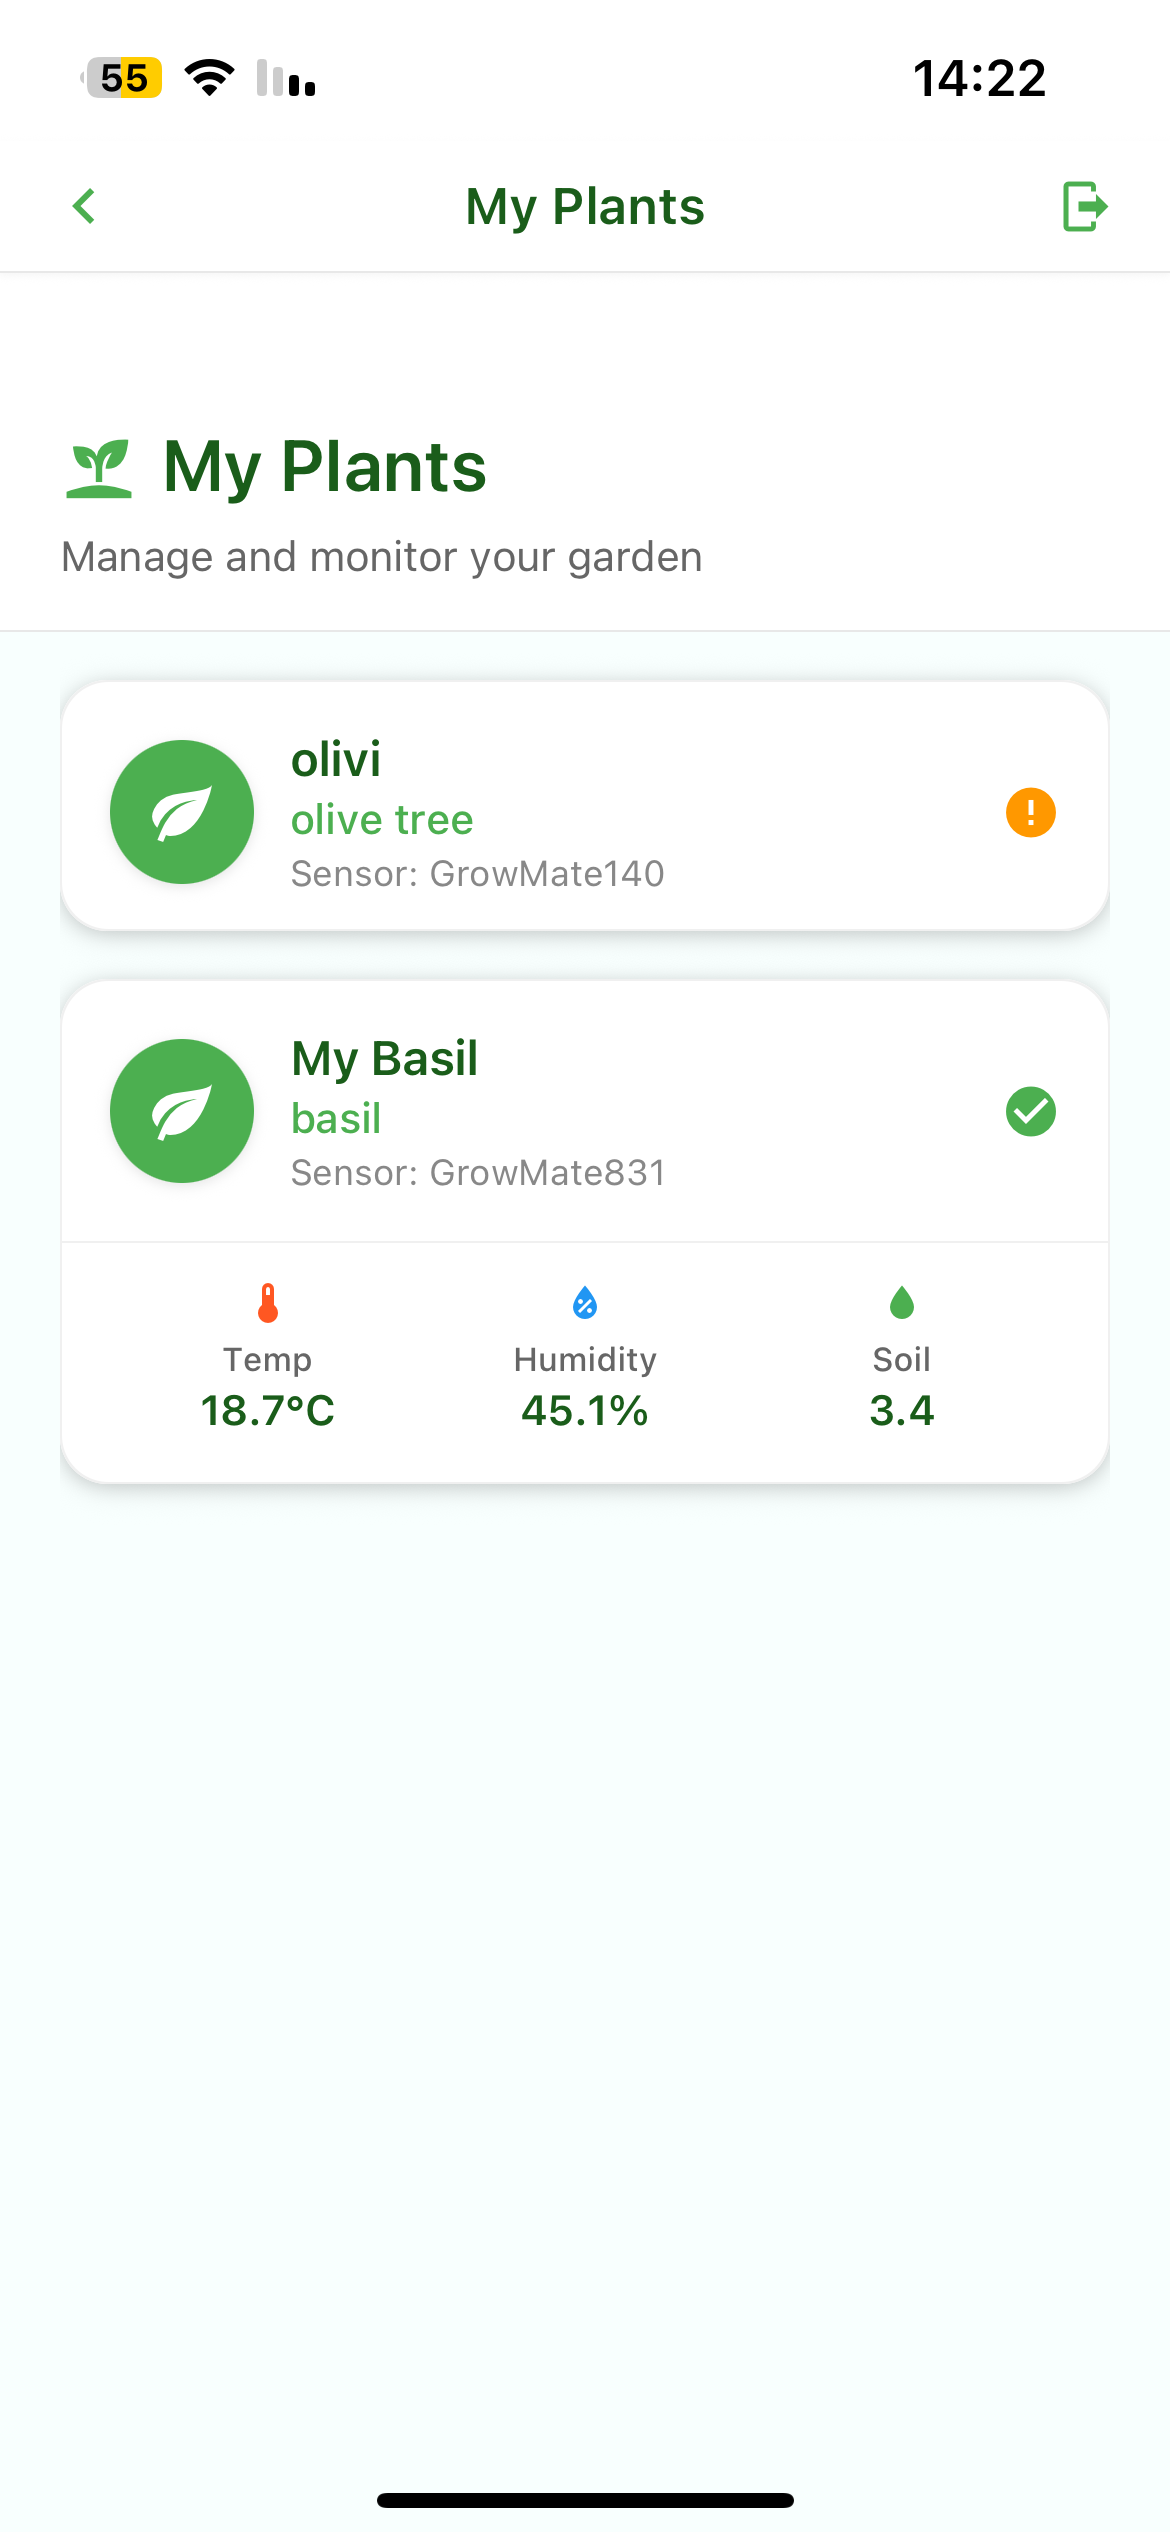 55
14:22
My Plants
My Plants
Manage and monitor your garden
olivi
olive tree
Sensor: GrowMate140
My Basil
basil
Sensor: GrowMate831
Temp
18.7°C
Humidity
45.1%
Soil
3.4